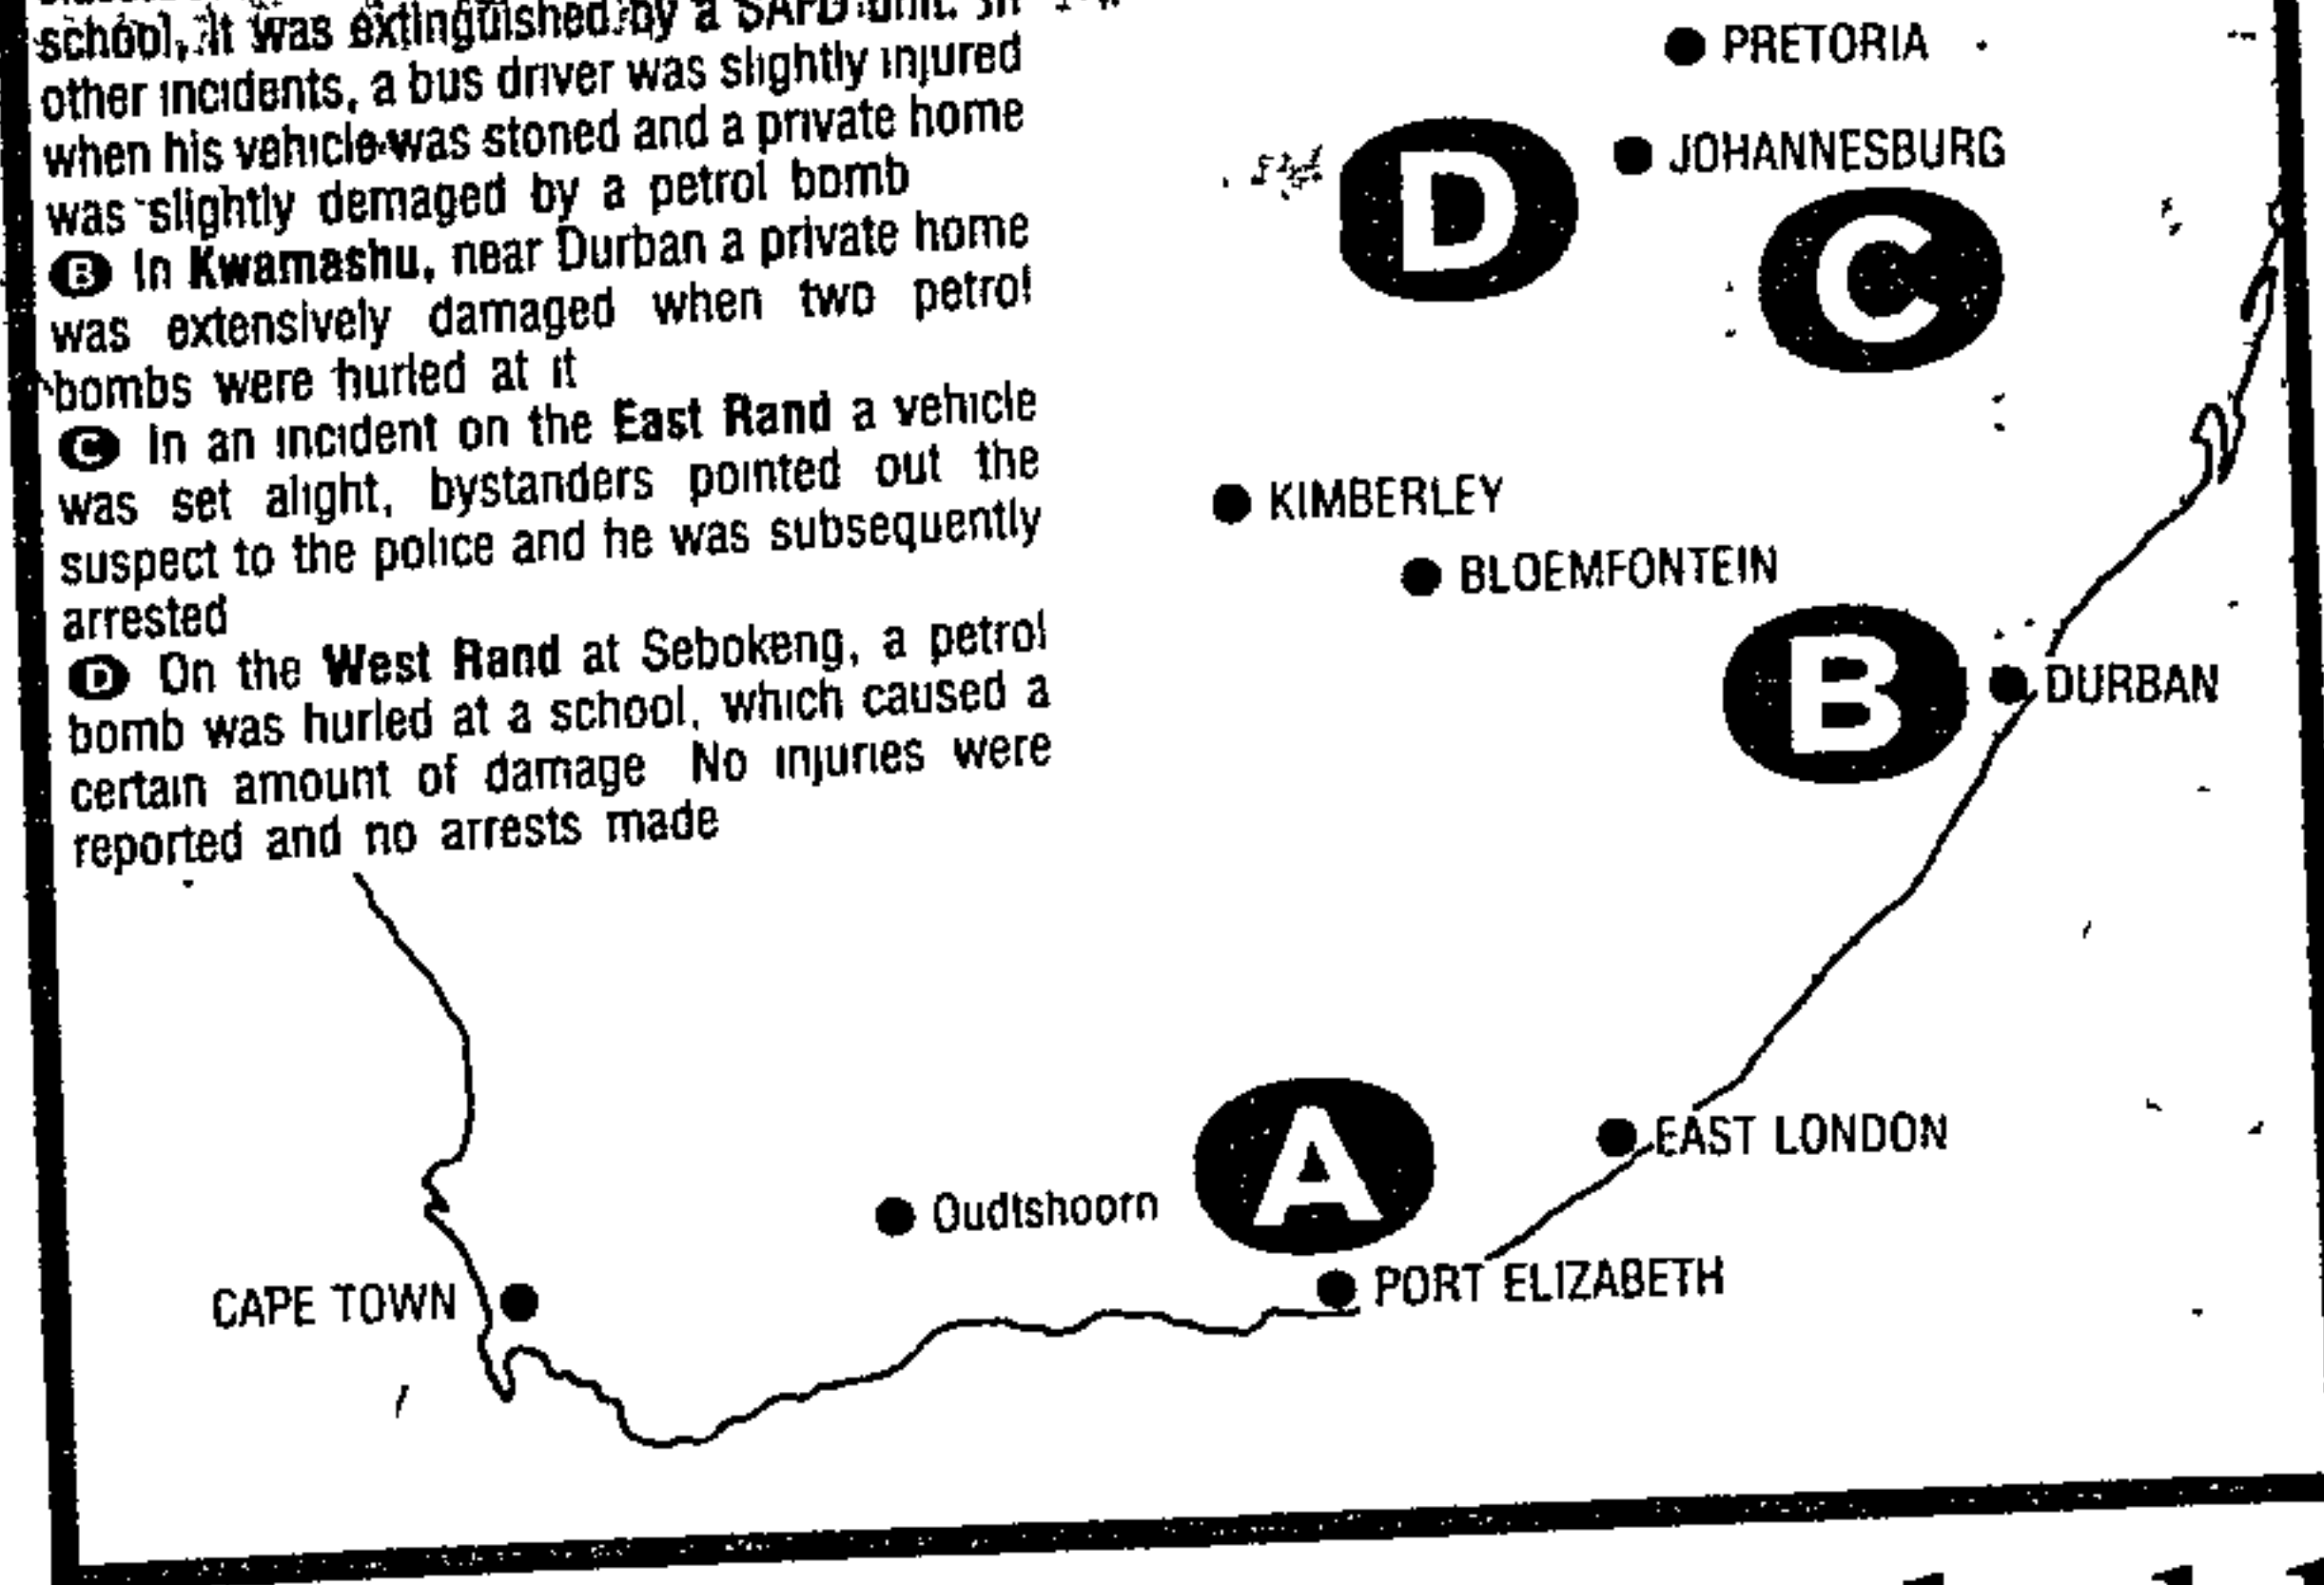 school, it was extinguished by a SAPD unit. In
other incidents, a bus driver was slightly injured
when his vehicle was stoned and a private home
was slightly demaged by a petrol bomb
B In Kwamashu, near Durban a private home
was extensively damaged when two petrol
bombs were hurled at it
C In an incident on the East Rand a vehicle
was set alight, bystanders pointed out the
suspect to the police and he was subsequently
arrested
D On the West Rand at Sebokeng, a petrol
bomb was hurled at a school, which caused a
certain amount of damage No injuries were
reported and no arrests made
PRETORIA
JOHANNESBURG
D
C
KIMBERLEY
BLOEMFONTEIN
B
DURBAN
A
EAST LONDON
Oudtshoorn
PORT ELIZABETH
CAPE TOWN